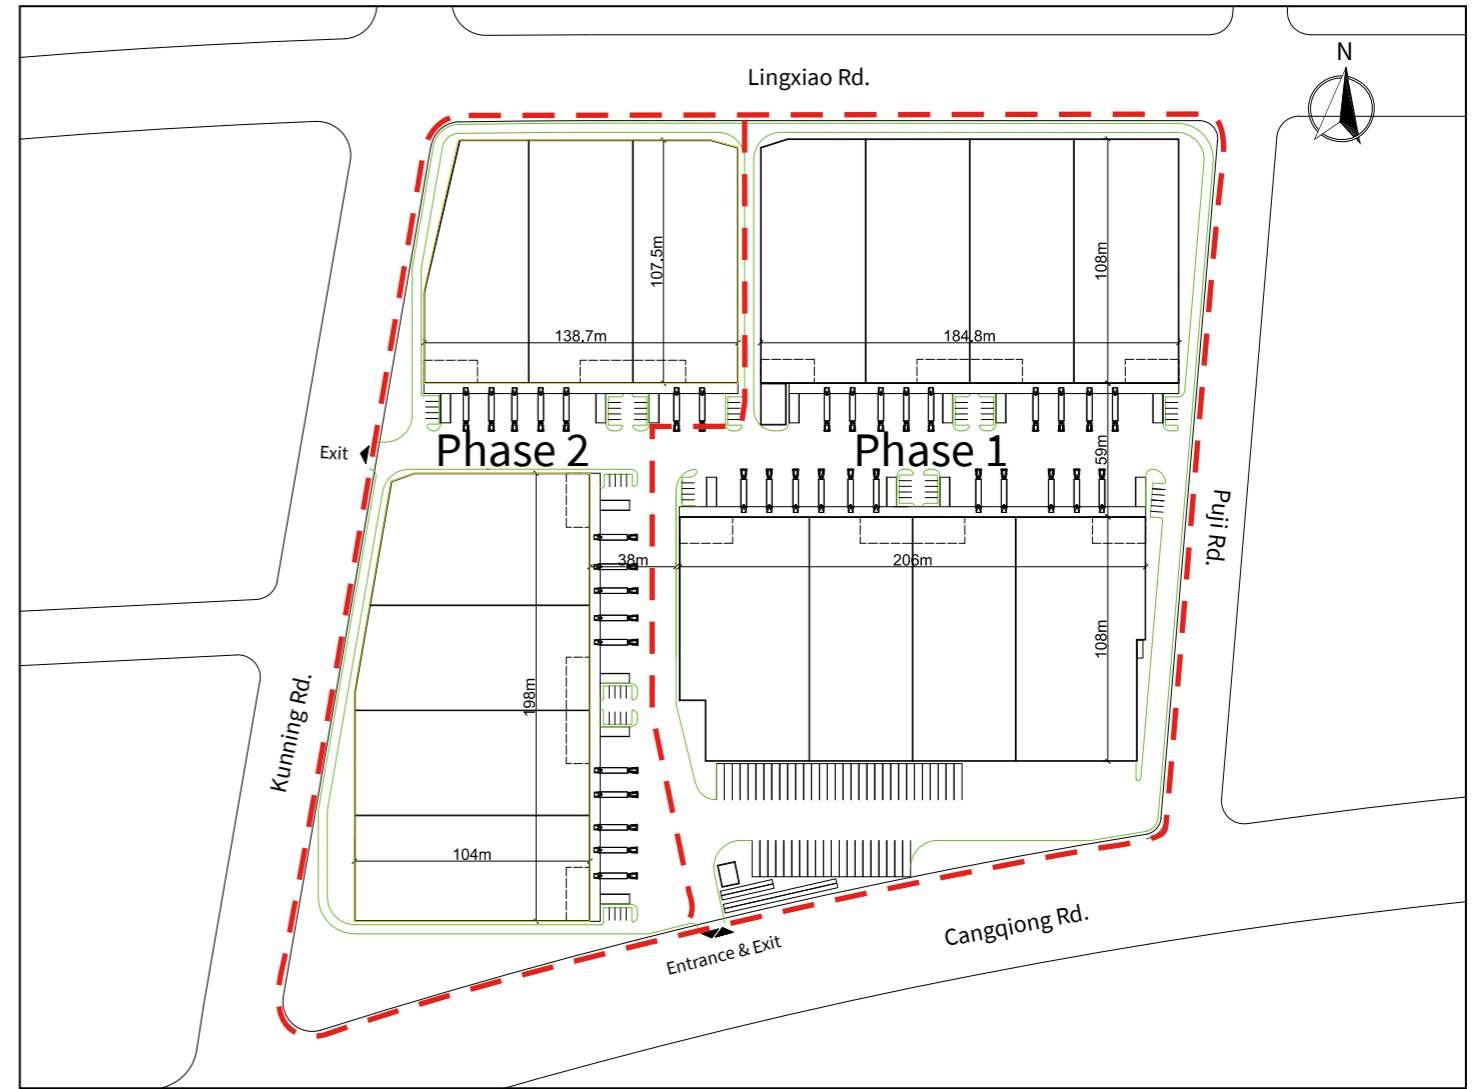 N
Lingxiao Rd.
107.5m
108m
138.7m
184.8m
Exit
Phase 2
Phase 1
59m
Puji Rd.
38m
206m
108m
198m
Kunning Rd.
104m
Cangqiong Rd.
Entrance & Exit